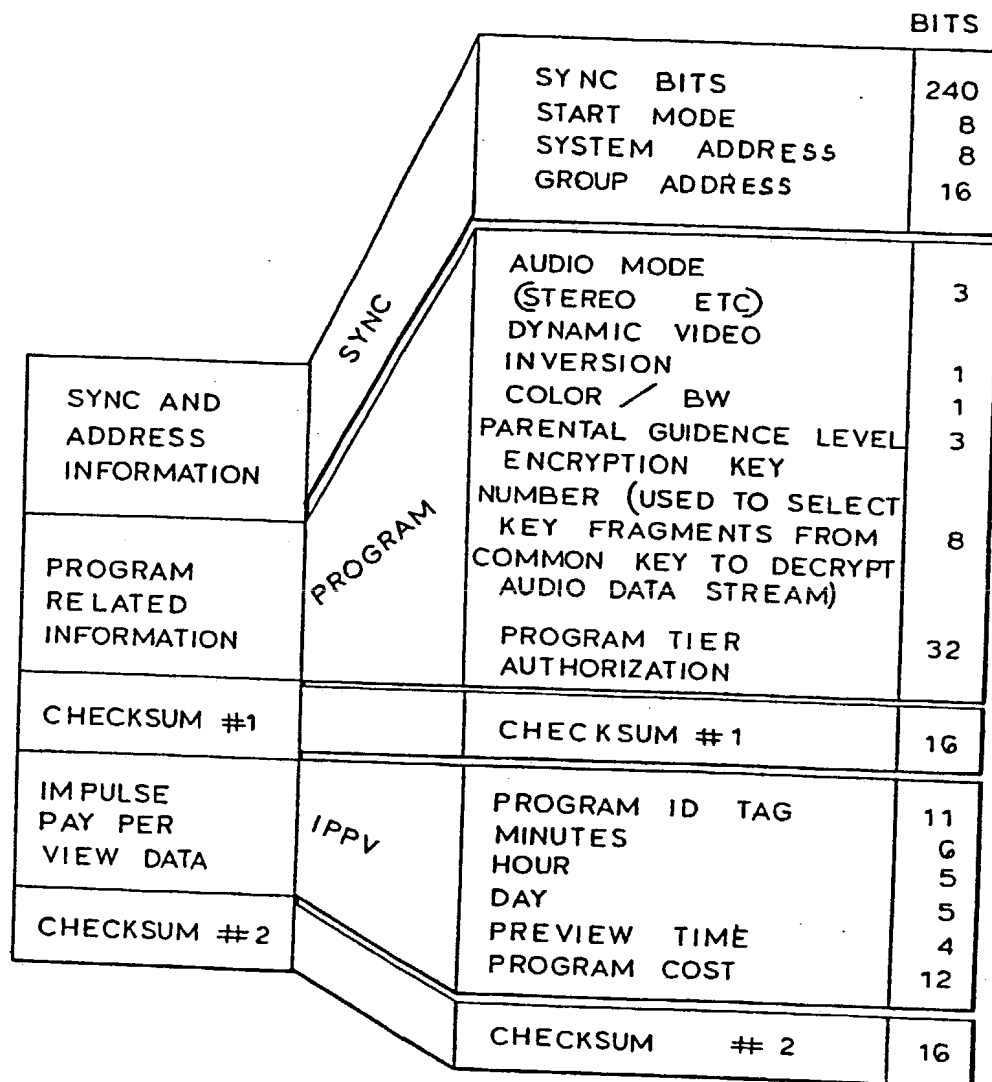 BITS
SYNC BITS 240
START MODE 8
SYSTEM ADDRESS 8
GROUP ADDRESS 16
SYNC
AUDIO MODE
(STEREO ETC) 3
DYNAMIC VIDEO
INVERSION 1
COLOR / BW 1
PARENTAL GUIDENCE LEVEL 3
ENCRYPTION KEY
NUMBER (USED TO SELECT
KEY FRAGMENTS FROM 8
COMMON KEY TO DECRYPT
AUDIO DATA STREAM)
PROGRAM TIER 32
AUTHORIZATION
SYNC AND
ADDRESS
INFORMATION
PROGRAM
PROGRAM
RELATED
INFORMATION
CHECKSUM #1
CHECKSUM #1 16
IMPULSE
PAY PER
VIEW DATA
IPPV
PROGRAM ID TAG 11
MINUTES 6
HOUR 5
DAY 5
PREVIEW TIME 4
PROGRAM COST 12
CHECKSUM #2
CHECKSUM # 2 16